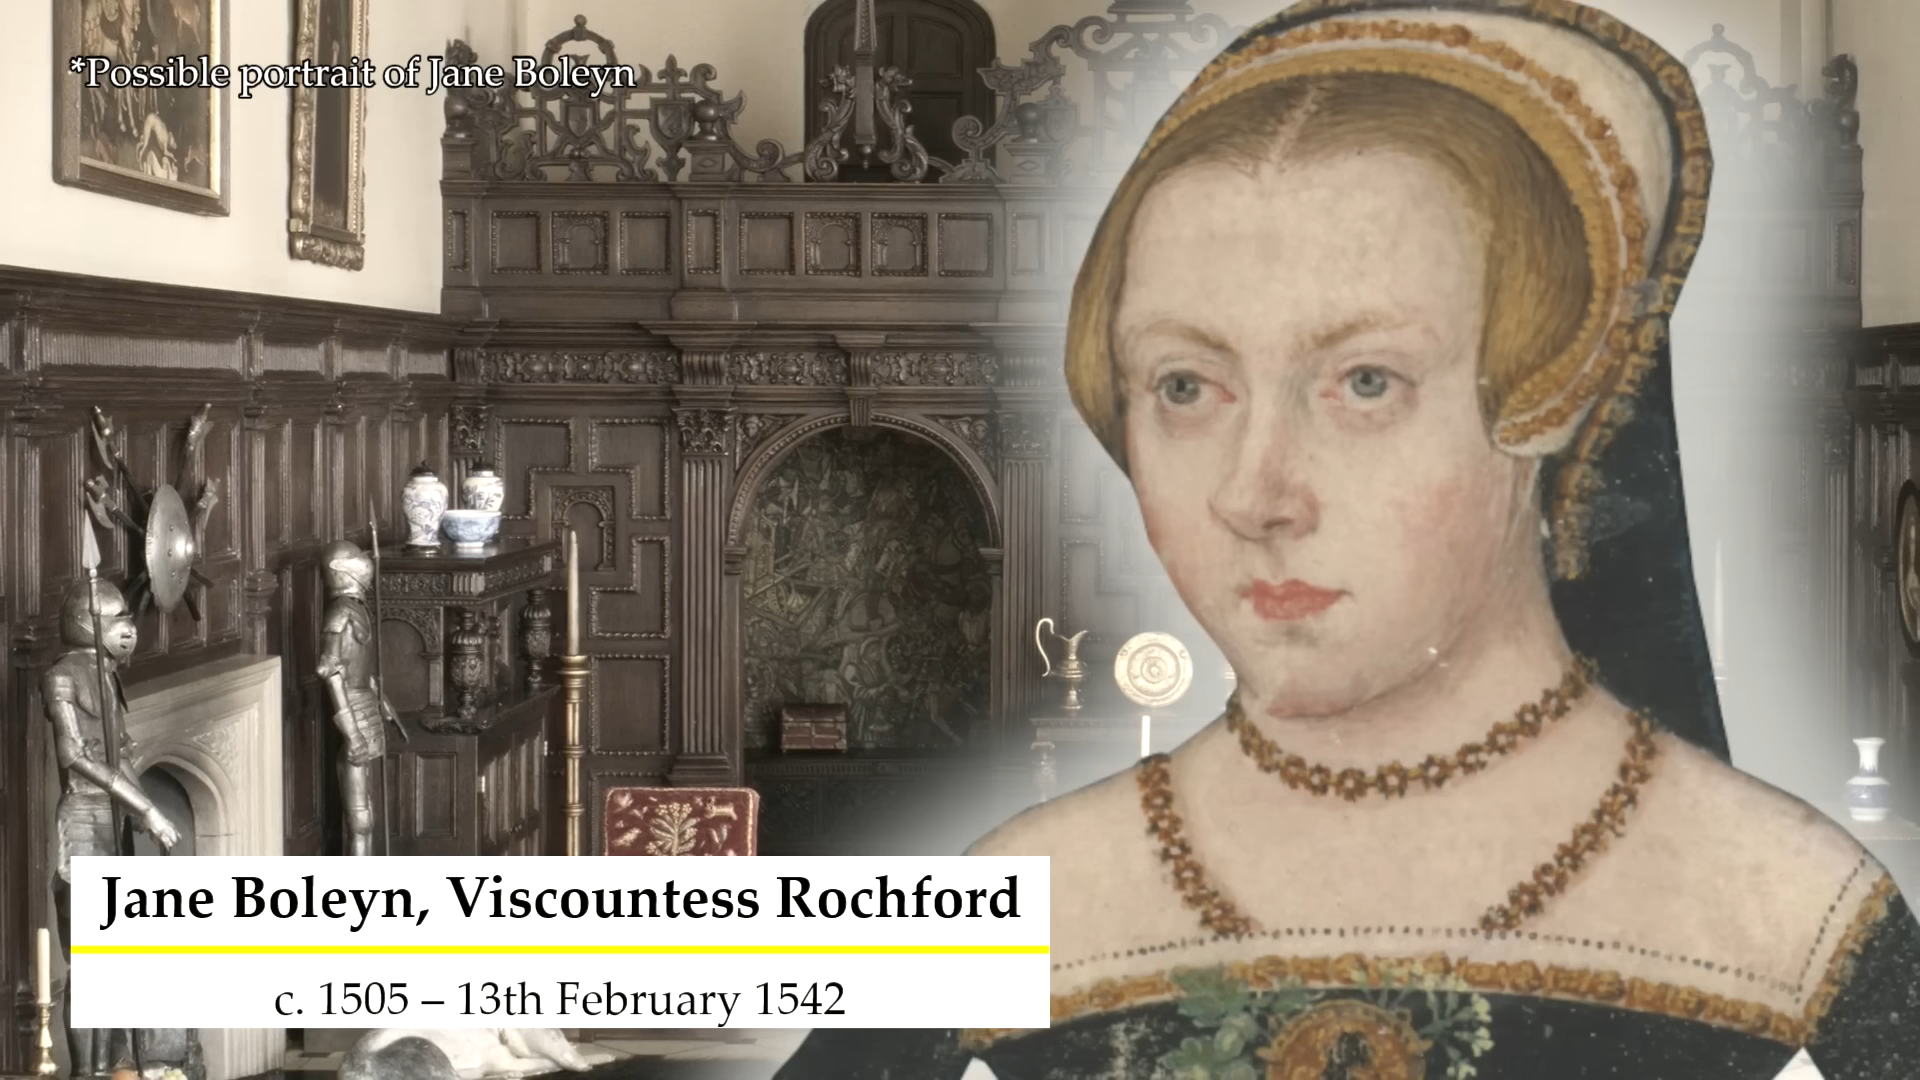 *Possible portrait of Jane Boleyn
Jane Boleyn, Viscountess Rochford
c. 1505 – 13th February 1542